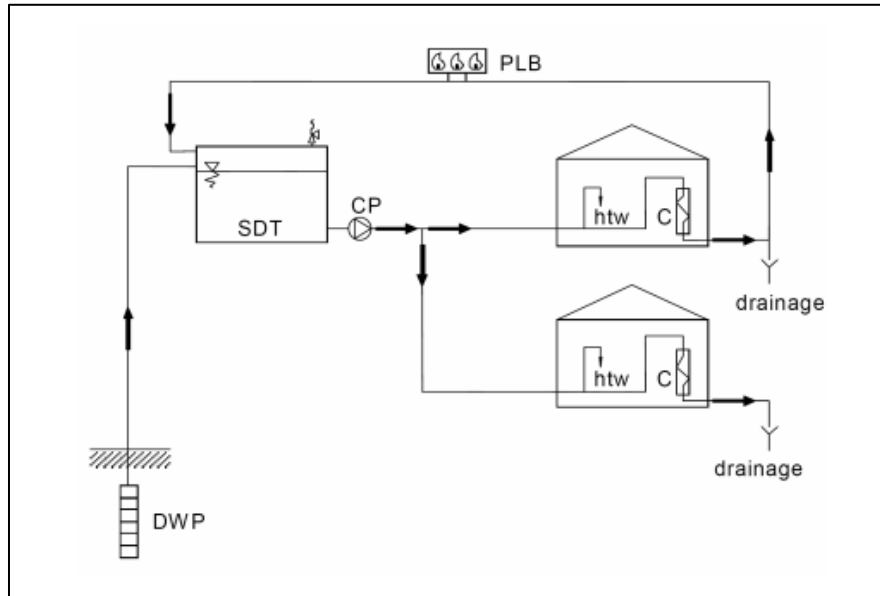 PLB
CP
SDT
htw
C
drainage
htw
C
drainage
DWP